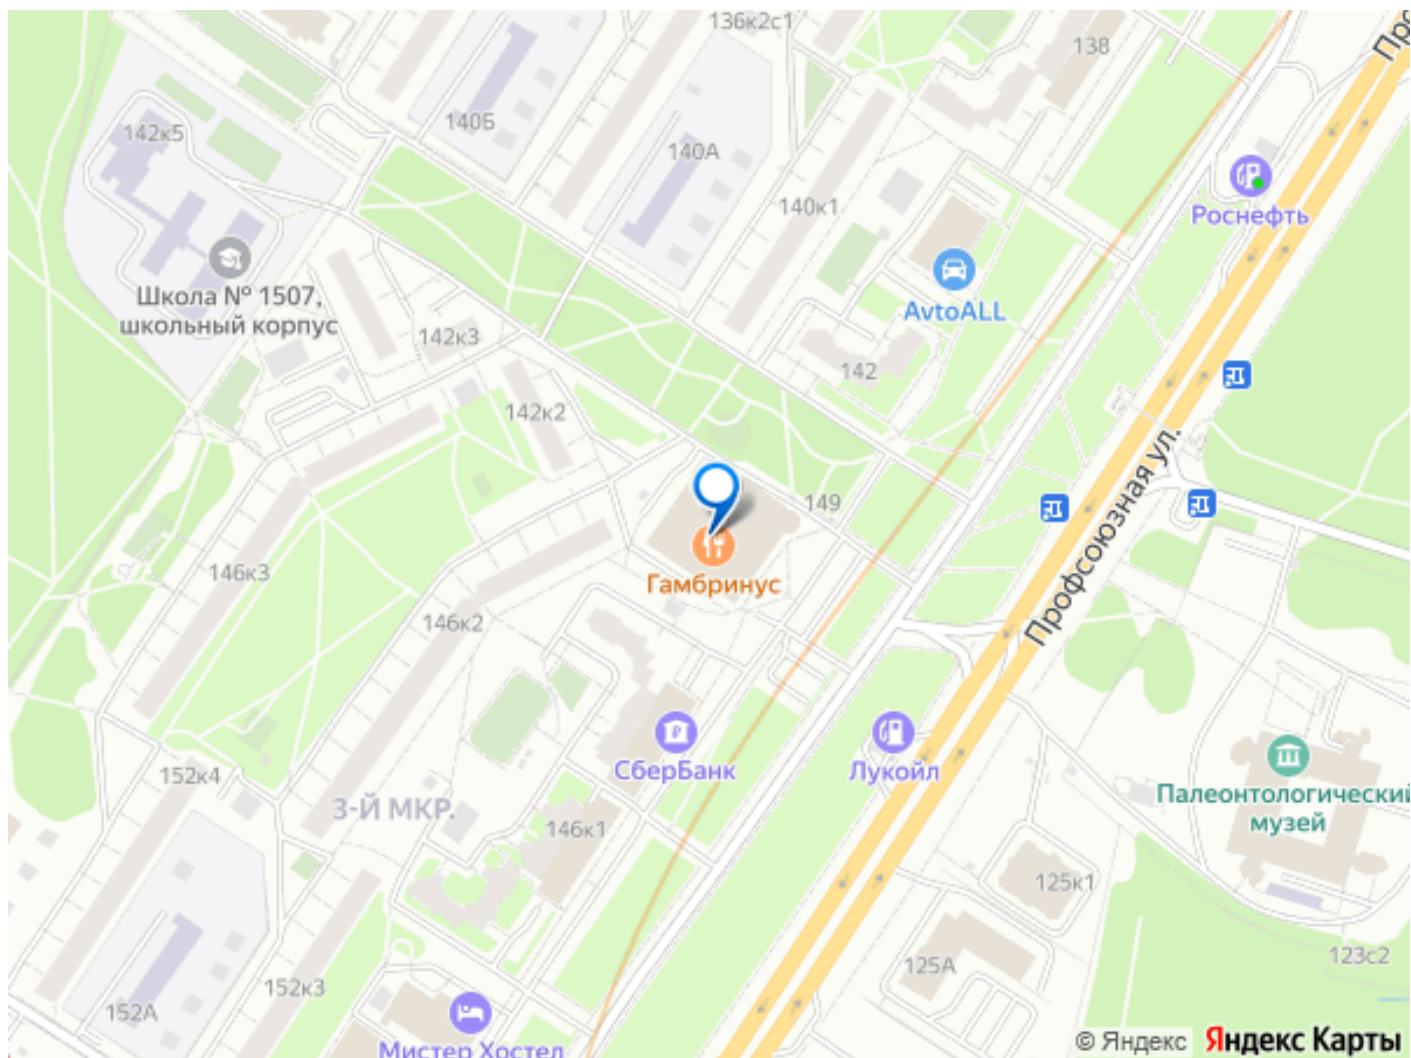 136к2с1
138
Про
140Б
142к5
140А
140к1
Роснефть
AvtoALL
Школа № 1507,
школьный корпус
142к3
142
142к2
149
Профсоюзная ул.
146к3
Гамбринус
146к2
СберБанк
Лукойл
152к4
3-Й МКР.
Палеонтологический
музей
146к1
125к1
125А
123с2
152к3
152А
Мистер Хостел
© Яндекс Яндекс Карты